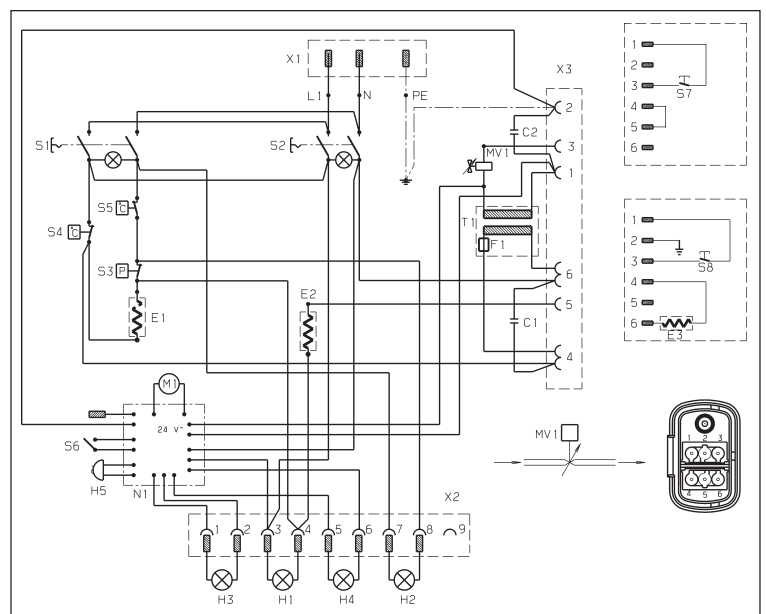 X1
L1
N
PE
X3
2
C2
3
MV1
1
T1
F1
6
5
C1
4
S1
S2
S5
C
S4
C
S3
P
E1
E2
M1
24 V~
S6
H5
N1
X2
1
2
3
4
5
6
7
8
9
H3
H1
H4
H2
1
2
3
S7
4
5
6
1
2
3
S8
4
5
6
E3
MV1
1 2 3
4 5 6